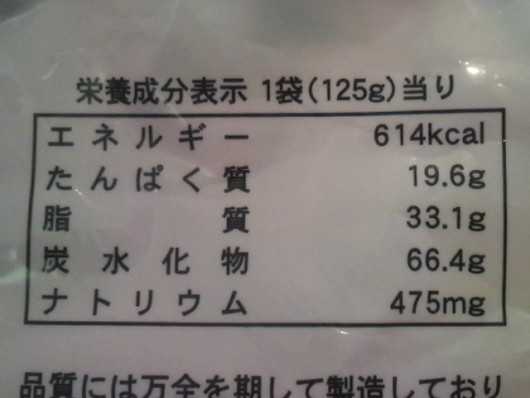 栄養成分表示 1袋(125g)当り
エネルギー 614kcal
たんぱく質 19.6g
脂質 33.1g
炭水化物 66.4g
ナトリウム 475mg
品質には万全を期して製造しており